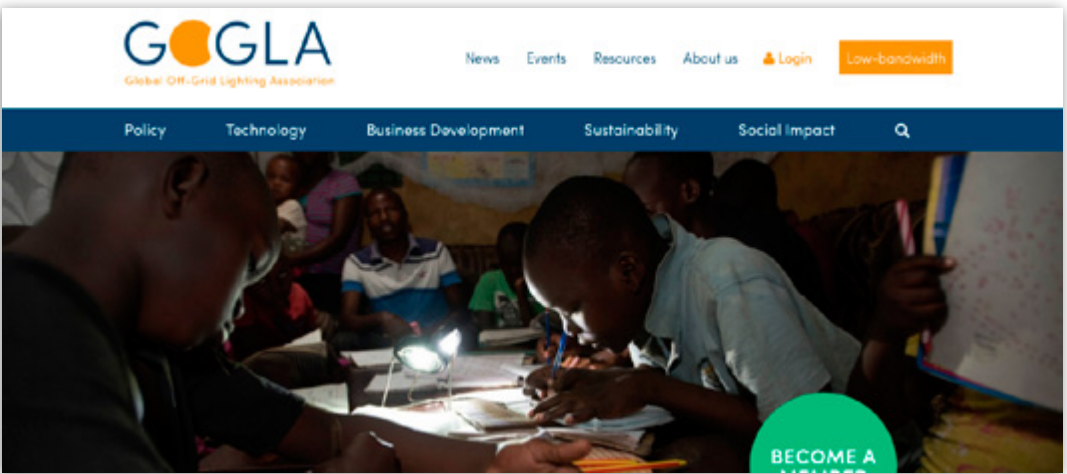 GOGLA
Global Off-Grid Lighting Association
News Events Resources About us Login Low-bandwidth
Policy Technology Business Development Sustainability Social Impact
BECOME A
MEMBER